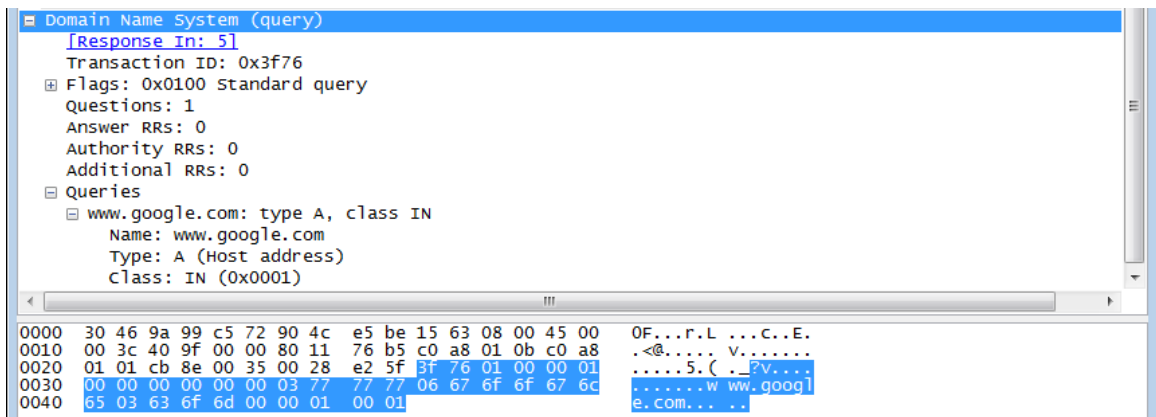 Domain Name System (query)
[Response In: 5]
Transaction ID: 0x3f76
Flags: 0x0100 Standard query
Questions: 1
Answer RRs: 0
Authority RRs: 0
Additional RRs: 0
Queries
www.google.com: type A, class IN
Name: www.google.com
Type: A (Host address)
Class: IN (0x0001)
0000 30 46 9a 99 c5 72 90 4c e5 be 15 63 08 00 45 00 0F...r.L ...c..E.
0010 00 3c 40 9f 00 00 80 11 76 b5 c0 a8 01 0b c0 a8 .<@..... v.......
0020 01 01 cb 8e 00 35 00 28 e2 5f 3f 76 01 00 00 01 .....5.( ._?v....
0030 00 00 00 00 00 00 03 77 77 77 06 67 6f 6f 67 6c .......w ww.googl
0040 65 03 63 6f 6d 00 00 01 00 01 e.com... ..